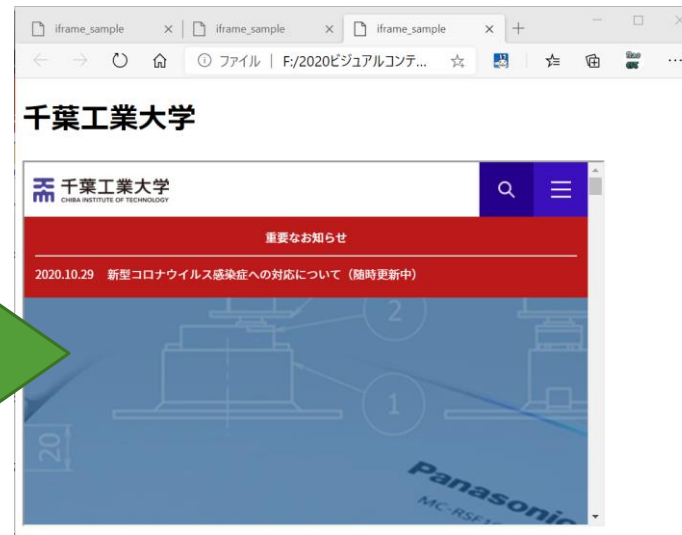 iframe_sample
iframe_sample
iframe_sample
ファイル | F:/2020ビジュアルコンテ...
千葉工業大学
千葉工業大学
CHIBA INSTITUTE OF TECHNOLOGY
重要なお知らせ
2020.10.29 新型コロナウイルス感染症への対応について（随時更新中）
2
1
20
Panasonic